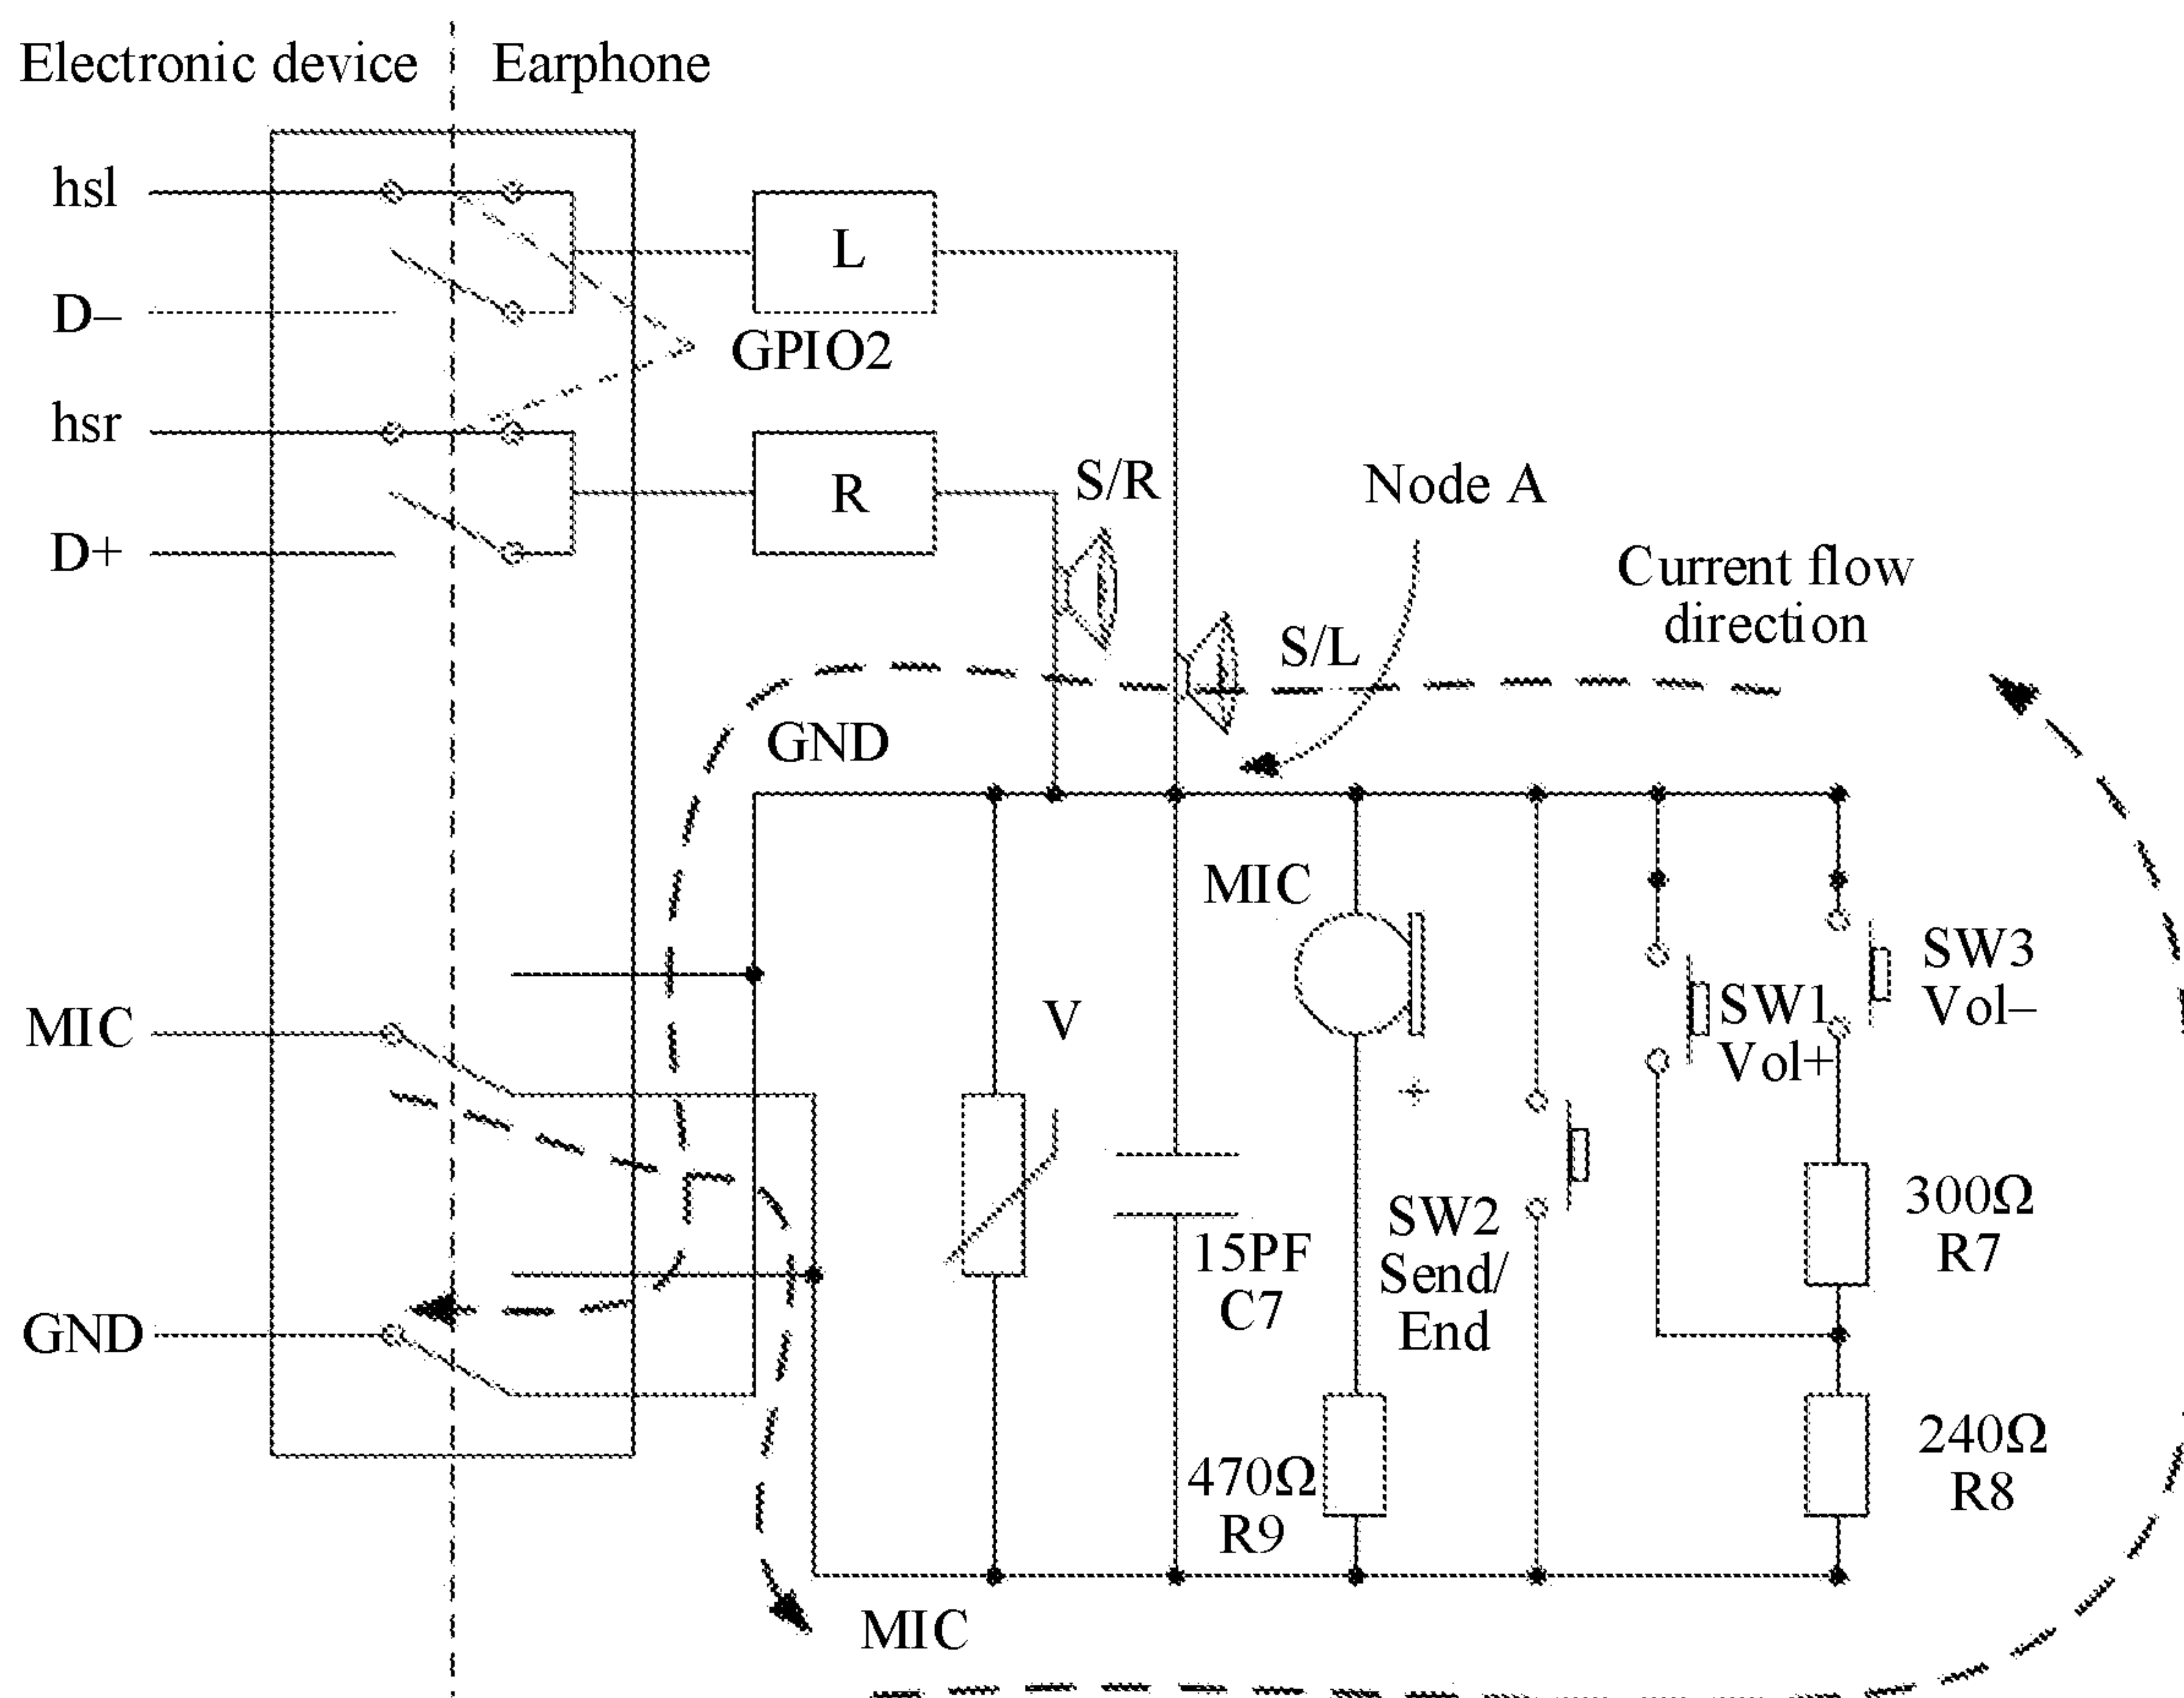 Electronic device
Earphone
hsl
L
D–
GPIO2
hsr
R
S/R
Node A
D+
Current flow
direction
S/L
GND
MIC
SW3
Vol–
SW1
Vol+
MIC
V
+
300Ω
R7
SW2
Send/
End
15PF
C7
GND
240Ω
R8
470Ω
R9
MIC